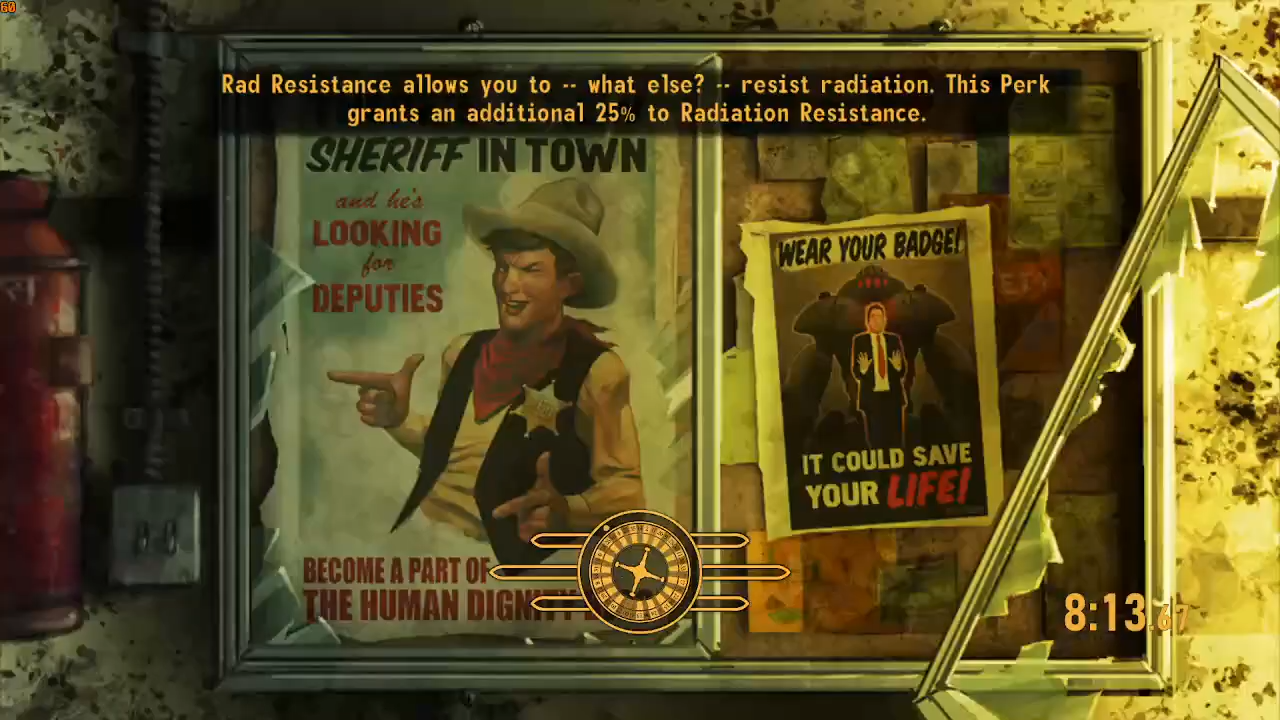 60
Rad Resistance allows you to -- what else? -- resist radiation. This Perk
grants an additional 25% to Radiation Resistance.
SHERIFF IN TOWN
and he's
LOOKING
for
DEPUTIES
WEAR YOUR BADGE!
IT COULD SAVE
YOUR LIFE!
BECOME A PART OF
THE HUMAN
8:13.67